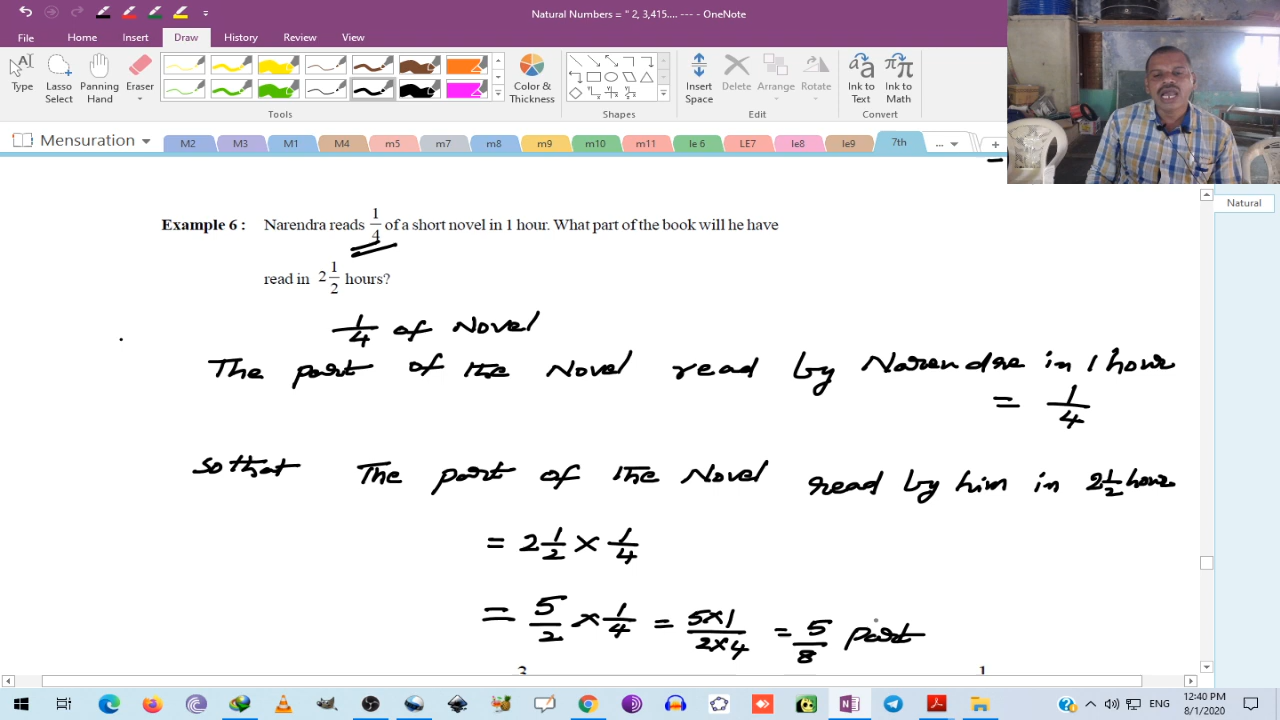 Natural Numbers = " 2, 3,415.... --- - OneNote
File Home Insert Draw History Review View
Type Lasso Select Panning Hand Eraser Color & Thickness Insert Space Delete Arrange Rotate Ink to Text Ink to Math
Tools Shapes Edit Convert
Mensuration M2 M3 M1 M4 m5 m7 m8 m9 m10 m11 le 6 LE7 le8 le9 7th ... +
Natural
Example 6 : Narendra reads 1/4 of a short novel in 1 hour. What part of the book will he have
read in 2 1/2 hours?
1/4 of Novel
The part of the Novel read by Narendra in 1 hour
= 1/4
so that The part of the Novel read by him in 2 1/2 hour
= 2 1/2 × 1/4
= 5/2 × 1/4 = 5×1/2×4 = 5/8 part
3 1
12:40 PM
ENG
8/1/2020